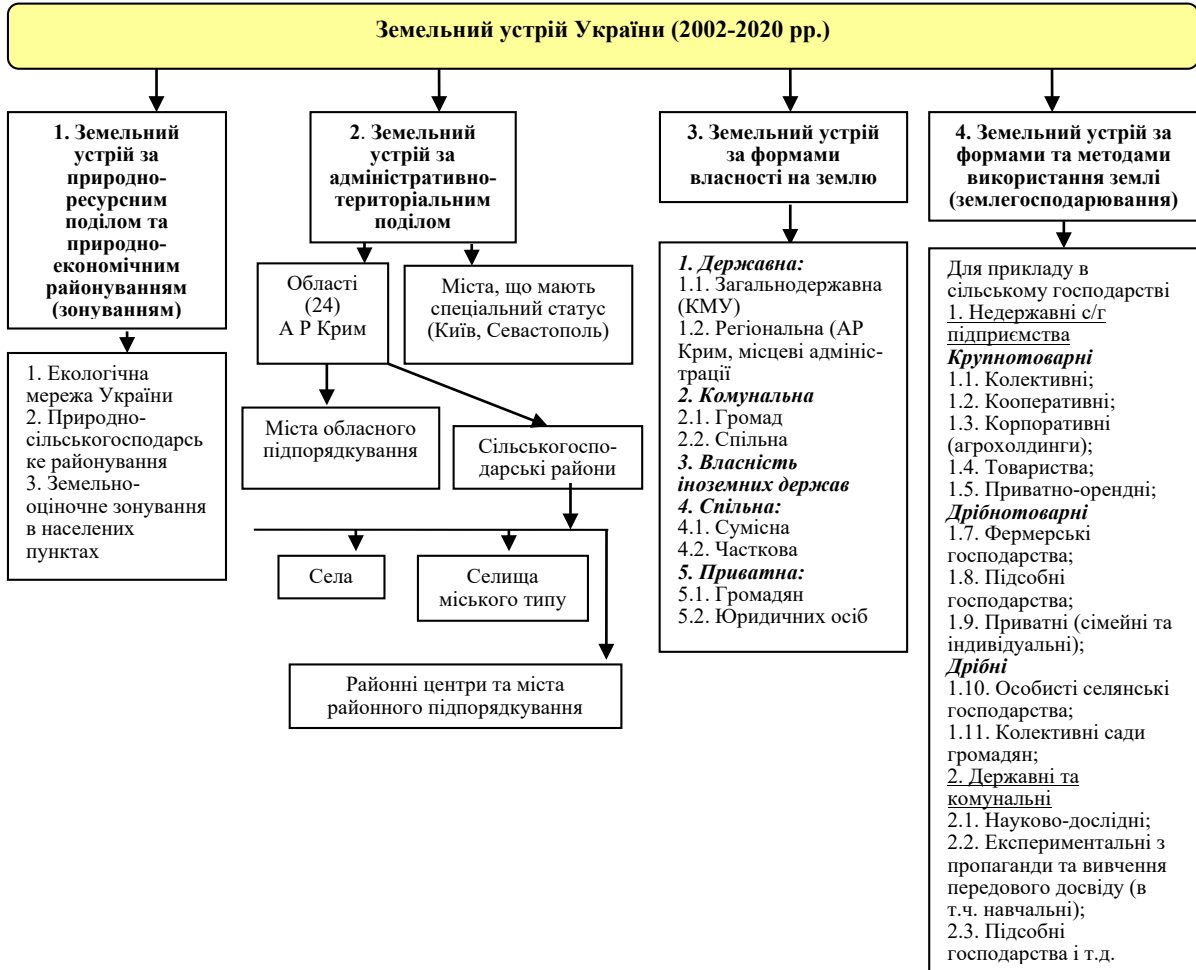 Земельний устрій України (2002-2020 рр.)
1. Земельний
устрій за
природно-
ресурсним
поділом та
природно-
економічним
районуванням
(зонуванням)
2. Земельний
устрій за
адміністративно-
територіальним
поділом
3. Земельний устрій
за формами
власності на землю
4. Земельний устрій за
формами та методами
використання землі
(землегосподарювання)
1. Екологічна
мережа України
2. Природно-
сільськогосподарсь
ке районування
3. Земельно-
оціночне зонування
в населених
пунктах
Області
(24)
А Р Крим
Міста, що мають
спеціальний статус
(Київ, Севастополь)
Міста обласного
підпорядкування
Сільськогоспо-
дарські райони
Села
Селища
міського типу
Районні центри та міста
районного підпорядкування
1. Державна:
1.1. Загальнодержавна
(КМУ)
1.2. Регіональна (АР
Крим, місцеві адмініс-
трації
2. Комунальна
2.1. Громад
2.2. Спільна
3. Власність
іноземних держав
4. Спільна:
4.1. Сумісна
4.2. Часткова
5. Приватна:
5.1. Громадян
5.2. Юридичних осіб
Для прикладу в
сільському господарстві
1. Недержавні с/г
підприємства
Крупнотоварні
1.1. Колективні;
1.2. Кооперативні;
1.3. Корпоративні
(агрохолдинги);
1.4. Товариства;
1.5. Приватно-орендні;
Дрібнотоварні
1.7. Фермерські
господарства;
1.8. Підсобні
господарства;
1.9. Приватні (сімейні та
індивідуальні);
Дрібні
1.10. Особисті селянські
господарства;
1.11. Колективні сади
громадян;
2. Державні та
комунальні
2.1. Науково-дослідні;
2.2. Експериментальні з
пропаганди та вивчення
передового досвіду (в
т.ч. навчальні);
2.3. Підсобні
господарства і т.д.